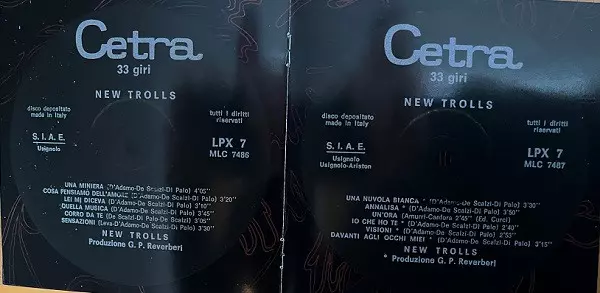 Cetra
33 giri
NEW TROLLS
disco depositato
made in Italy
tutti i diritti
riservati
S. I. A. E.
Usignolo
LPX 7
MLC 7486
UNA MINIERA (D'Adamo-De Scalzi-Di Palo) 4'05"
COSA PENSIAMO DELL'AMORE (D'Adamo-De Scalzi-Di Palo) 3'20"
LEI MI DICEVA (D'Adamo-De Scalzi-Di Palo) 2'10"
QUELLA MUSICA (D'Adamo-De Scalzi-Di Palo) 3'45"
CORRO DA TE (De Scalzi-Di Palo-De Scalzi-Di Palo) 3'05"
SENSAZIONI (Leva-D'Adamo-De Scalzi-Di Palo) 3'30"
NEW TROLLS
Produzione G. P. Reverberi
Cetra
33 giri
NEW TROLLS
disco depositato
made in Italy
tutti i diritti
riservati
S. I. A. E.
Usignolo
Usignolo-Ariston
LPX 7
MLC 7487
UNA NUVOLA BIANCA * (D'Adamo-De Scalzi-Di Palo) 3'30"
ANNALISA * (D'Adamo-De Scalzi-Di Palo) 3'50"
UN'ORA (Amurri-Canfora) 2'45" (Ed. Curci)
IO CHE HO TE * (D'Adamo-De Scalzi-Di Palo) 2'40"
VISIONI * (D'Adamo-De Scalzi-Di Palo) 2'53"
DAVANTI AGLI OCCHI MIEI * (D'Adamo-De Scalzi-Di Palo) 3'15"
NEW TROLLS
* Produzione G. P. Reverberi